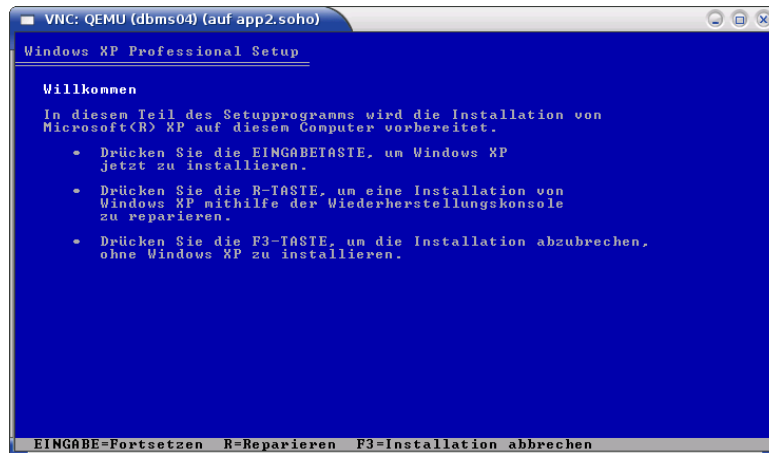 VNC: QEMU (dbms04) (auf app2.soho)
Windows XP Professional Setup
Willkommen
In diesem Teil des Setupprogramms wird die Installation von
Microsoft(R) XP auf diesem Computer vorbereitet.
• Drücken Sie die EINGABETASTE, um Windows XP
jetzt zu installieren.
• Drücken Sie die R-TASTE, um eine Installation von
Windows XP mithilfe der Wiederherstellungskonsole
zu reparieren.
• Drücken Sie die F3-TASTE, um die Installation abzubrechen,
ohne Windows XP zu installieren.
EINGABE=Fortsetzen R=Reparieren F3=Installation abbrechen